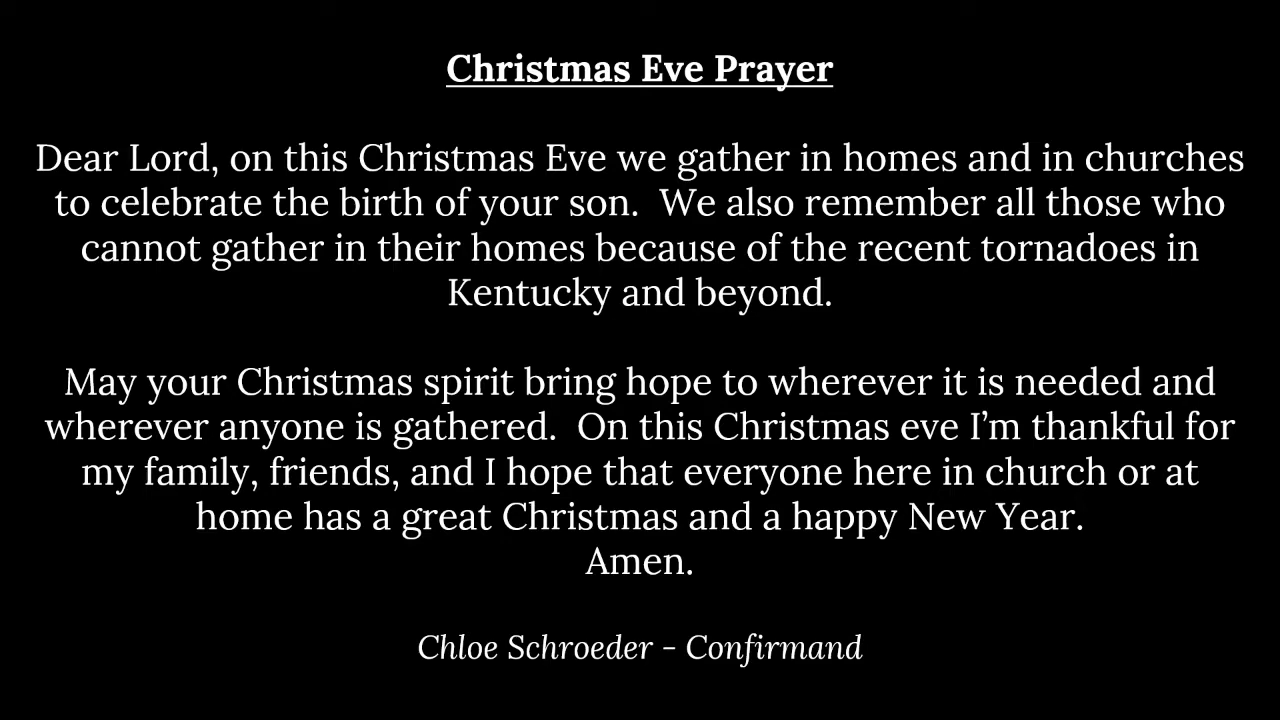 Christmas Eve Prayer
Dear Lord, on this Christmas Eve we gather in homes and in churches
to celebrate the birth of your son.  We also remember all those who
cannot gather in their homes because of the recent tornadoes in
Kentucky and beyond.
May your Christmas spirit bring hope to wherever it is needed and
wherever anyone is gathered.  On this Christmas eve I’m thankful for
my family, friends, and I hope that everyone here in church or at
home has a great Christmas and a happy New Year.
Amen.
Chloe Schroeder - Confirmand